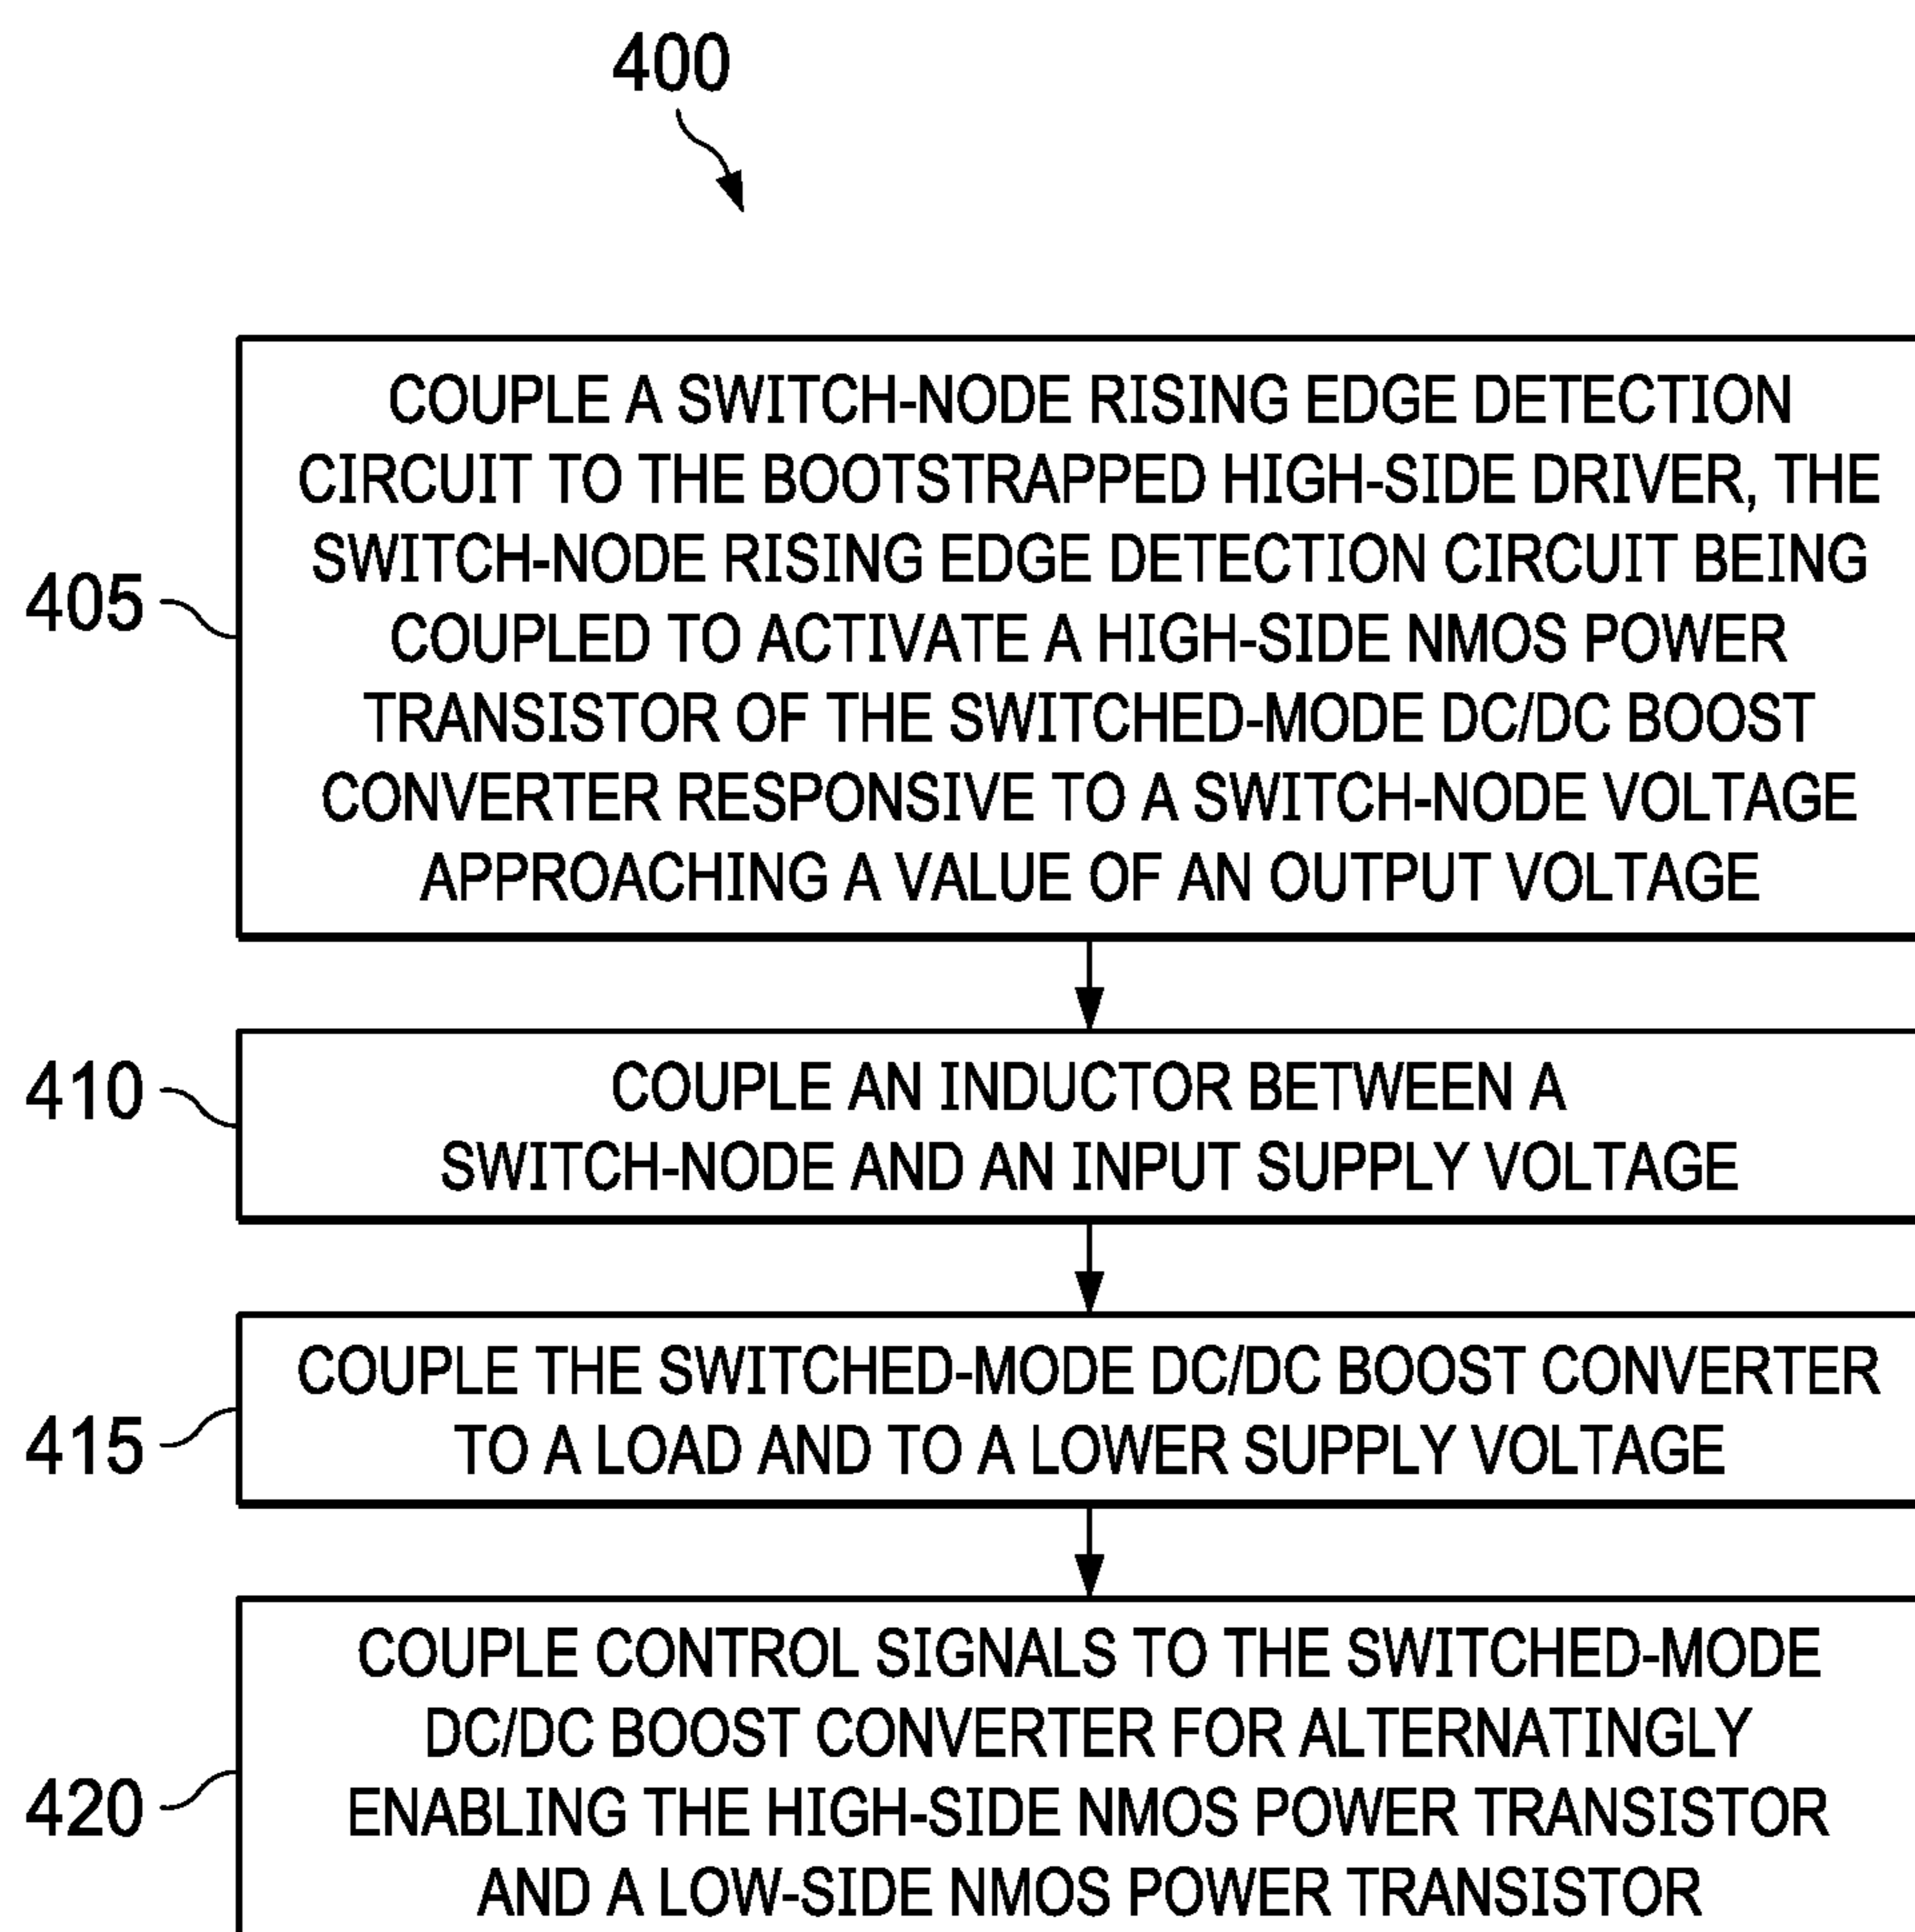 400
405
COUPLE A SWITCH-NODE RISING EDGE DETECTION
CIRCUIT TO THE BOOTSTRAPPED HIGH-SIDE DRIVER, THE
SWITCH-NODE RISING EDGE DETECTION CIRCUIT BEING
COUPLED TO ACTIVATE A HIGH-SIDE NMOS POWER
TRANSISTOR OF THE SWITCHED-MODE DC/DC BOOST
CONVERTER RESPONSIVE TO A SWITCH-NODE VOLTAGE
APPROACHING A VALUE OF AN OUTPUT VOLTAGE
410
COUPLE AN INDUCTOR BETWEEN A
SWITCH-NODE AND AN INPUT SUPPLY VOLTAGE
415
COUPLE THE SWITCHED-MODE DC/DC BOOST CONVERTER
TO A LOAD AND TO A LOWER SUPPLY VOLTAGE
420
COUPLE CONTROL SIGNALS TO THE SWITCHED-MODE
DC/DC BOOST CONVERTER FOR ALTERNATINGLY
ENABLING THE HIGH-SIDE NMOS POWER TRANSISTOR
AND A LOW-SIDE NMOS POWER TRANSISTOR